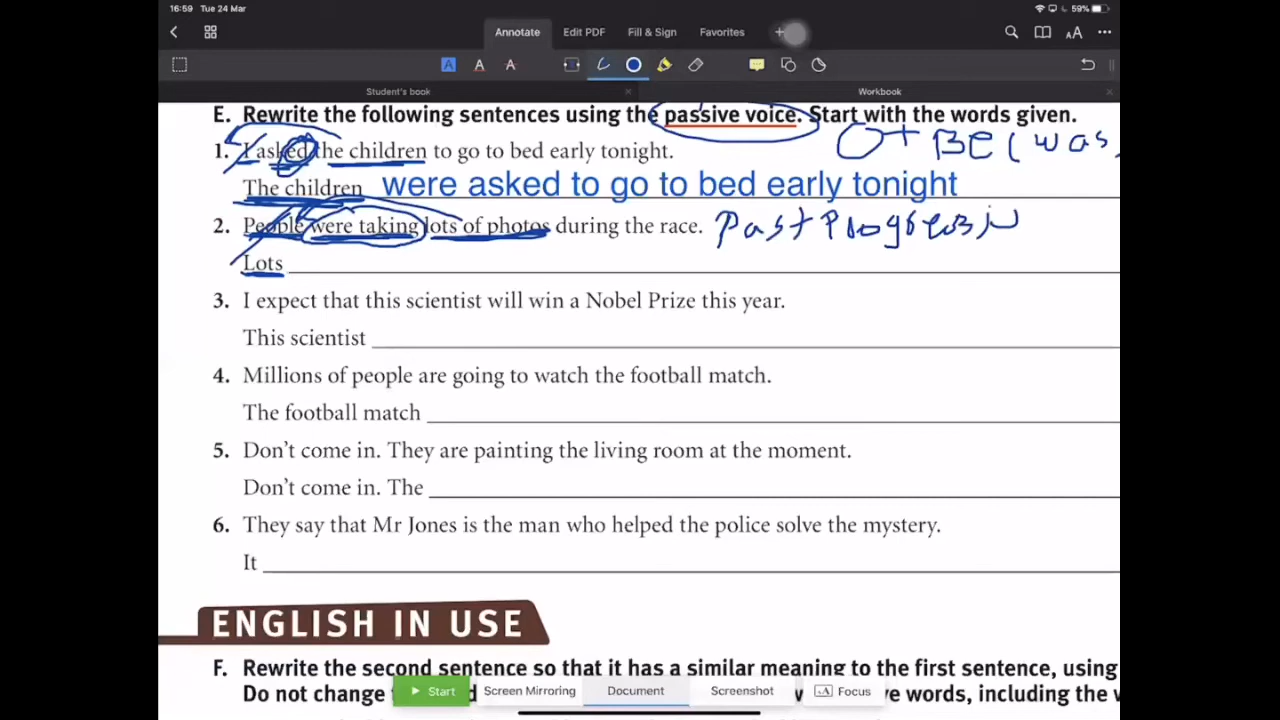 16:59 Tue 24 Mar 59%
Annotate Edit PDF Fill & Sign Favorites
Student's book Workbook
E. Rewrite the following sentences using the passive voice. Start with the words given.
1. I asked the children to go to bed early tonight. O + BE (was,
The children were asked to go to bed early tonight
2. People were taking lots of photos during the race. Past
Lots
3. I expect that this scientist will win a Nobel Prize this year.
This scientist
4. Millions of people are going to watch the football match.
The football match
5. Don't come in. They are painting the living room at the moment.
Don't come in. The
6. They say that Mr Jones is the man who helped the police solve the mystery.
It
ENGLISH IN USE
F. Rewrite the second sentence so that it has a similar meaning to the first sentence, using
Do not change words, including the
Start Screen Mirroring Document Screenshot Focus